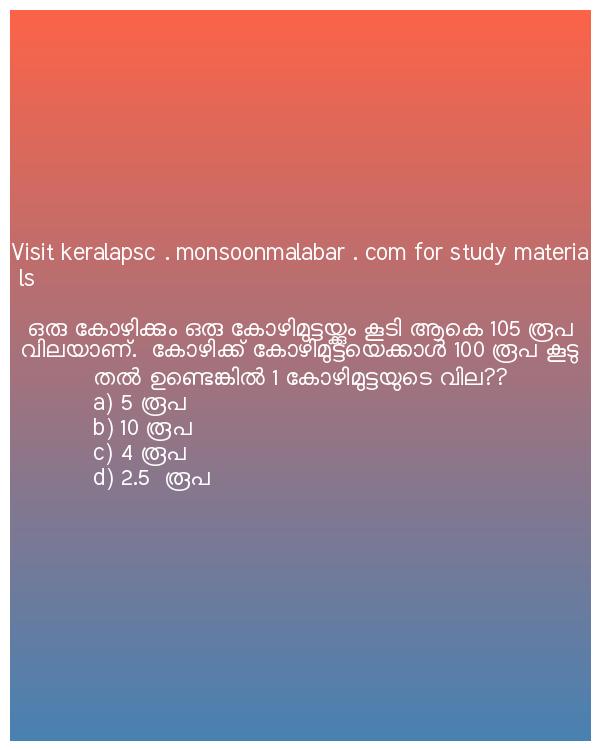 Visit keralapsc . monsoonmalabar . com for study materia
ls
ഒരു കോഴിക്കും ഒരു കോഴിമുട്ടയ്ക്കും കൂടി ആകെ 105 രൂപ
വിലയാണ്.  കോഴിക്ക് കോഴിമുട്ടയെക്കാൾ 100 രൂപ കൂടു
തൽ ഉണ്ടെങ്കിൽ 1 കോഴിമുട്ടയുടെ വില??
a) 5 രൂപ
b) 10 രൂപ
c) 4 രൂപ
d) 2.5  രൂപ